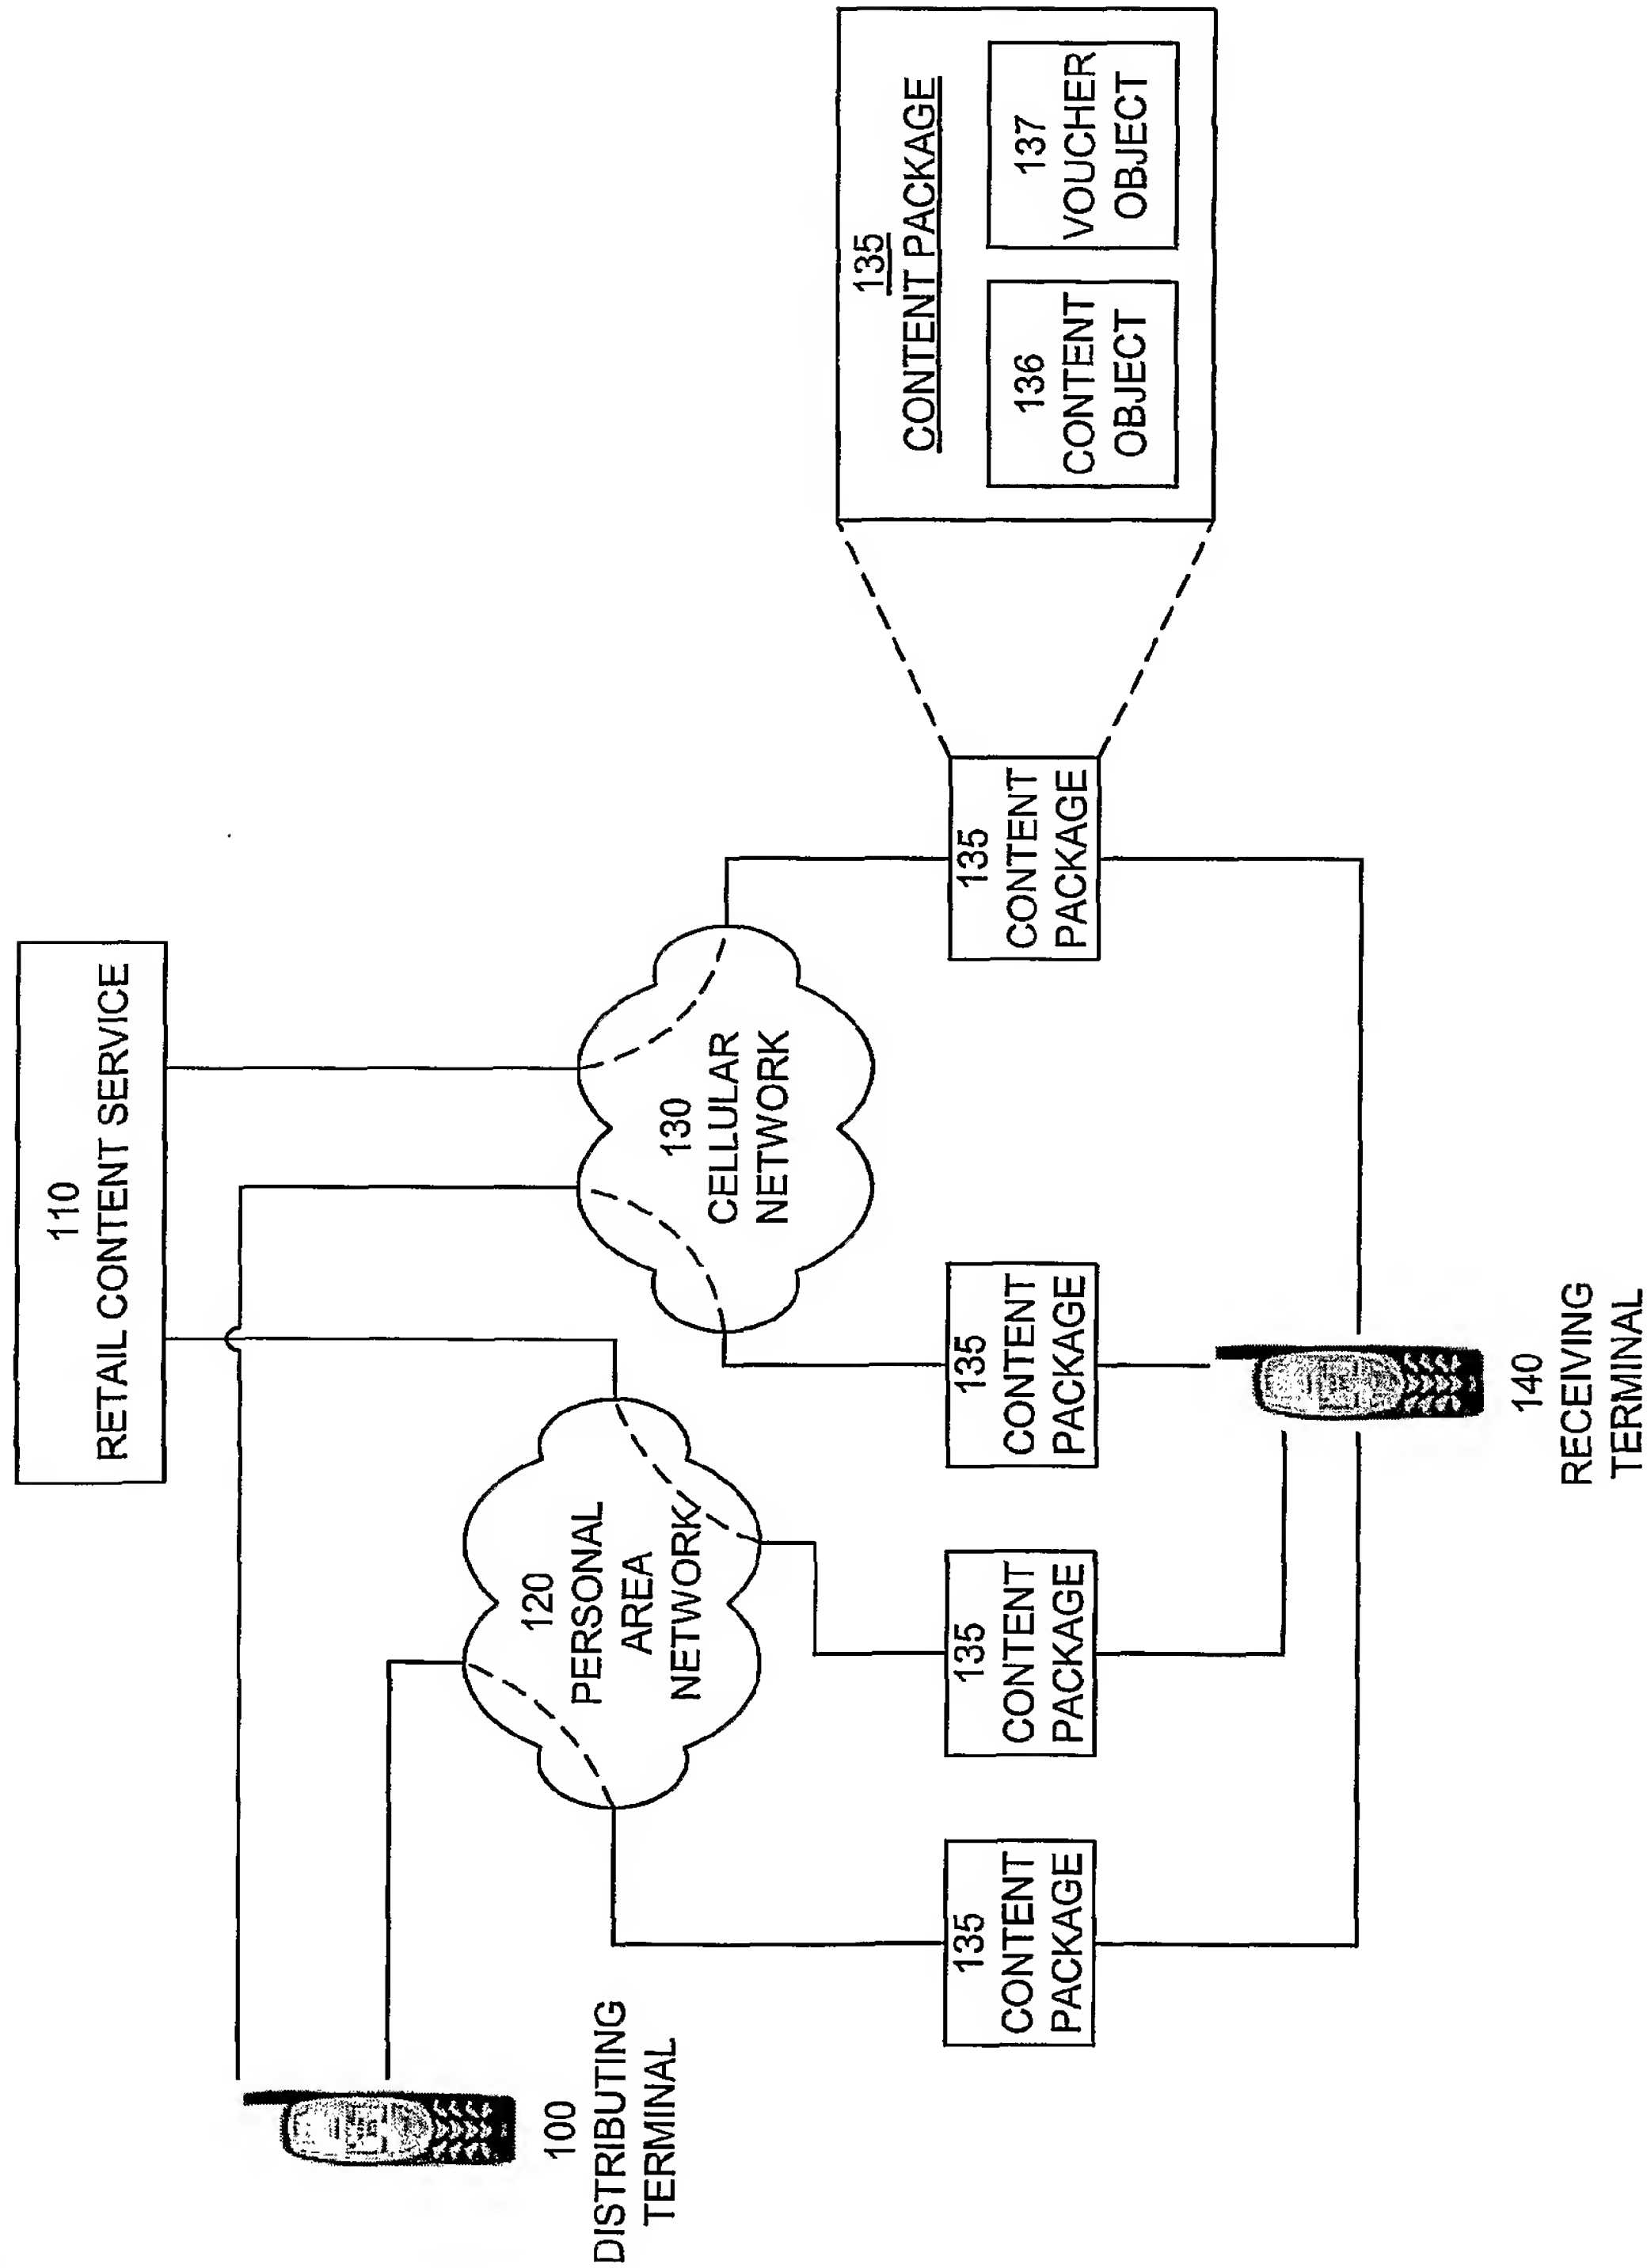 110
RETAIL CONTENT SERVICE
100
DISTRIBUTING
TERMINAL
120
PERSONAL
AREA
NETWORK
130
CELLULAR
NETWORK
135
CONTENT
PACKAGE
135
CONTENT
PACKAGE
135
CONTENT
PACKAGE
135
CONTENT
PACKAGE
135
CONTENT PACKAGE
136
CONTENT
OBJECT
137
VOUCHER
OBJECT
140
RECEIVING
TERMINAL